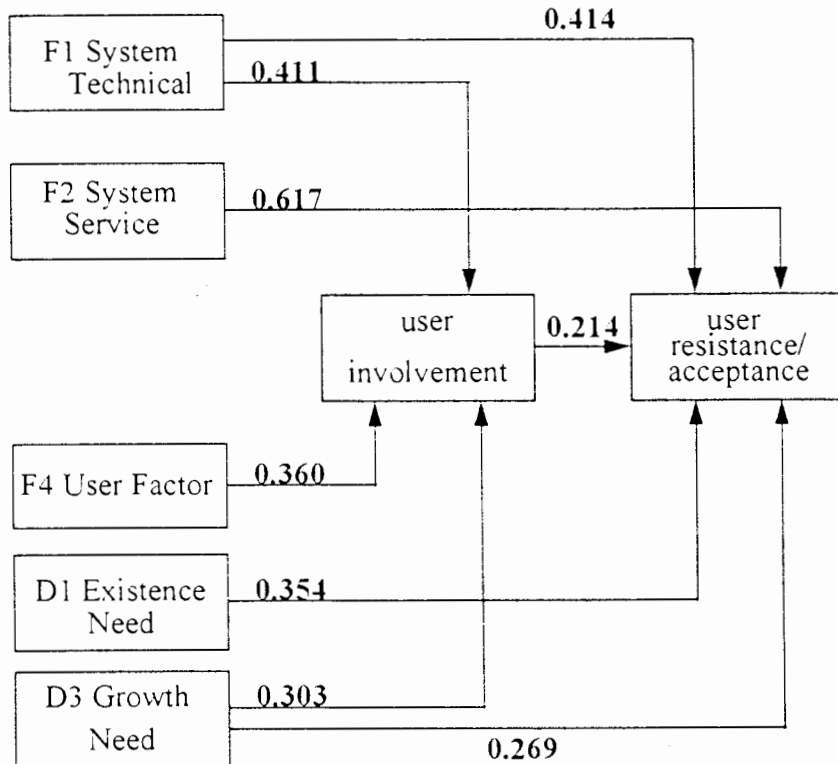 0.414
F1 System
Technical
0.411
F2 System
Service
0.617
user
involvement
0.214
user
resistance/
acceptance
F4 User Factor
0.360
D1 Existence
Need
0.354
D3 Growth
Need
0.303
0.269